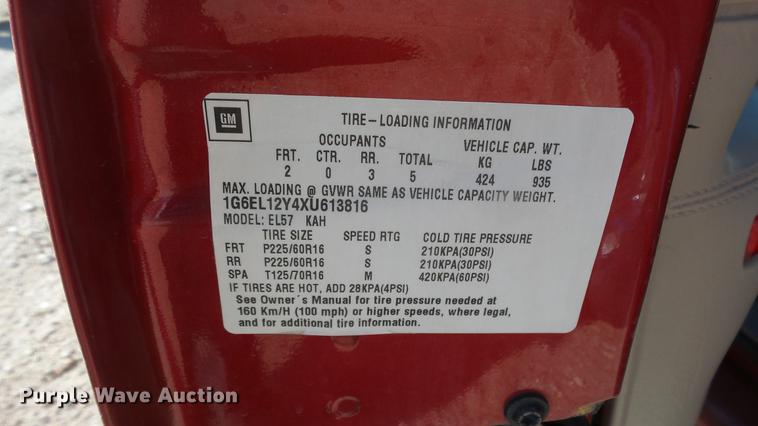 GM
TIRE-LOADING INFORMATION
OCCUPANTS VEHICLE CAP. WT.
FRT. CTR. RR. TOTAL KG LBS
2 0 3 5 424 935
MAX. LOADING @ GVWR SAME AS VEHICLE CAPACITY WEIGHT.
1G6EL12Y4XU613816
MODEL: EL57 KAH
TIRE SIZE SPEED RTG COLD TIRE PRESSURE
FRT P225/60R16 S 210KPA(30PSI)
RR P225/60R16 S 210KPA(30PSI)
SPA T125/70R16 M 420KPA(60PSI)
IF TIRES ARE HOT, ADD 28KPA(4PSI)
See Owner's Manual for tire pressure needed at
160 Km/H (100 mph) or higher speeds, where legal,
and for additional tire information.
Purple Wave Auction